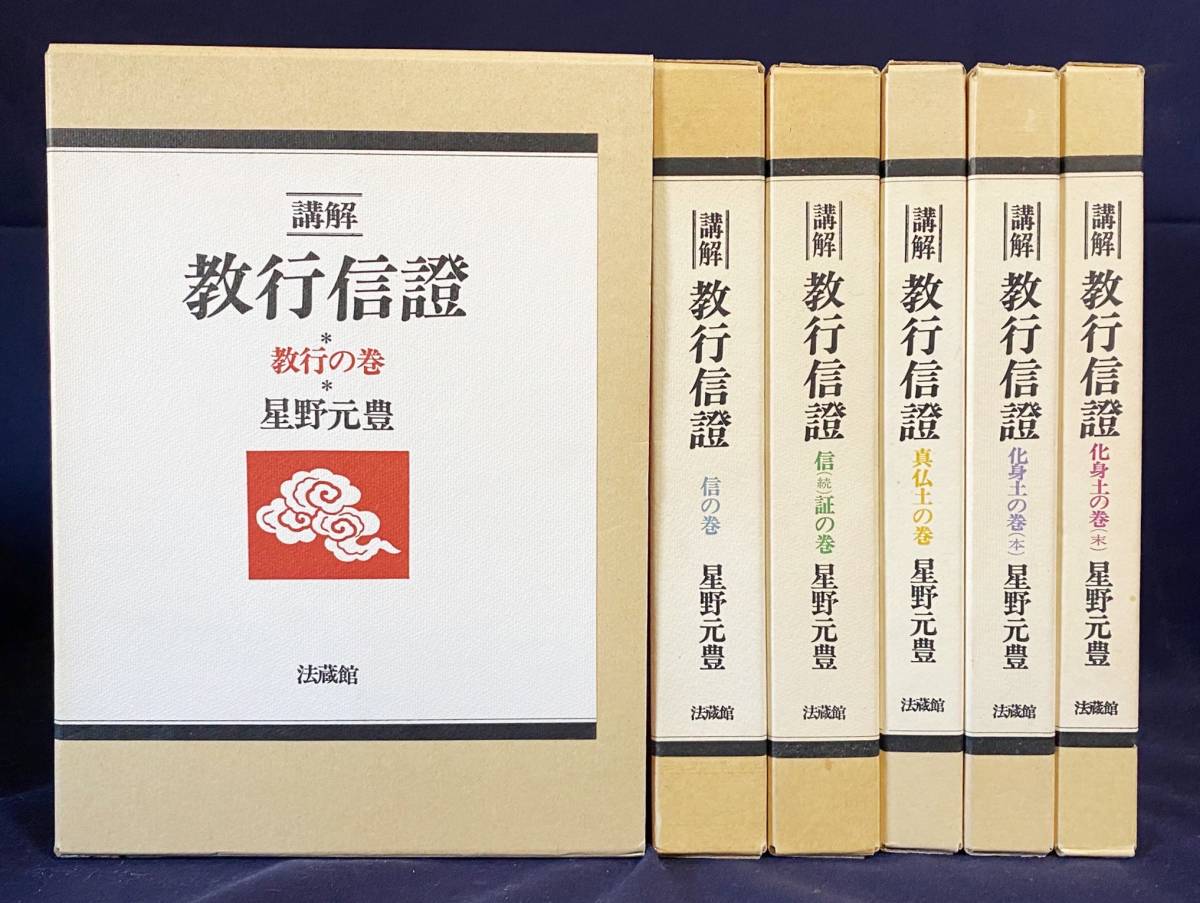 講解
教行信證
*
教行の巻
*
星野元豊
法蔵館
講解
教行信證
信の巻
星野元豊
法蔵館
講解
教行信證
信(続)証の巻
星野元豊
法蔵館
講解
教行信證
真仏土の巻
星野元豊
法蔵館
講解
教行信證
化身土の巻(本)
星野元豊
法蔵館
講解
教行信證
化身土の巻(末)
星野元豊
法蔵館